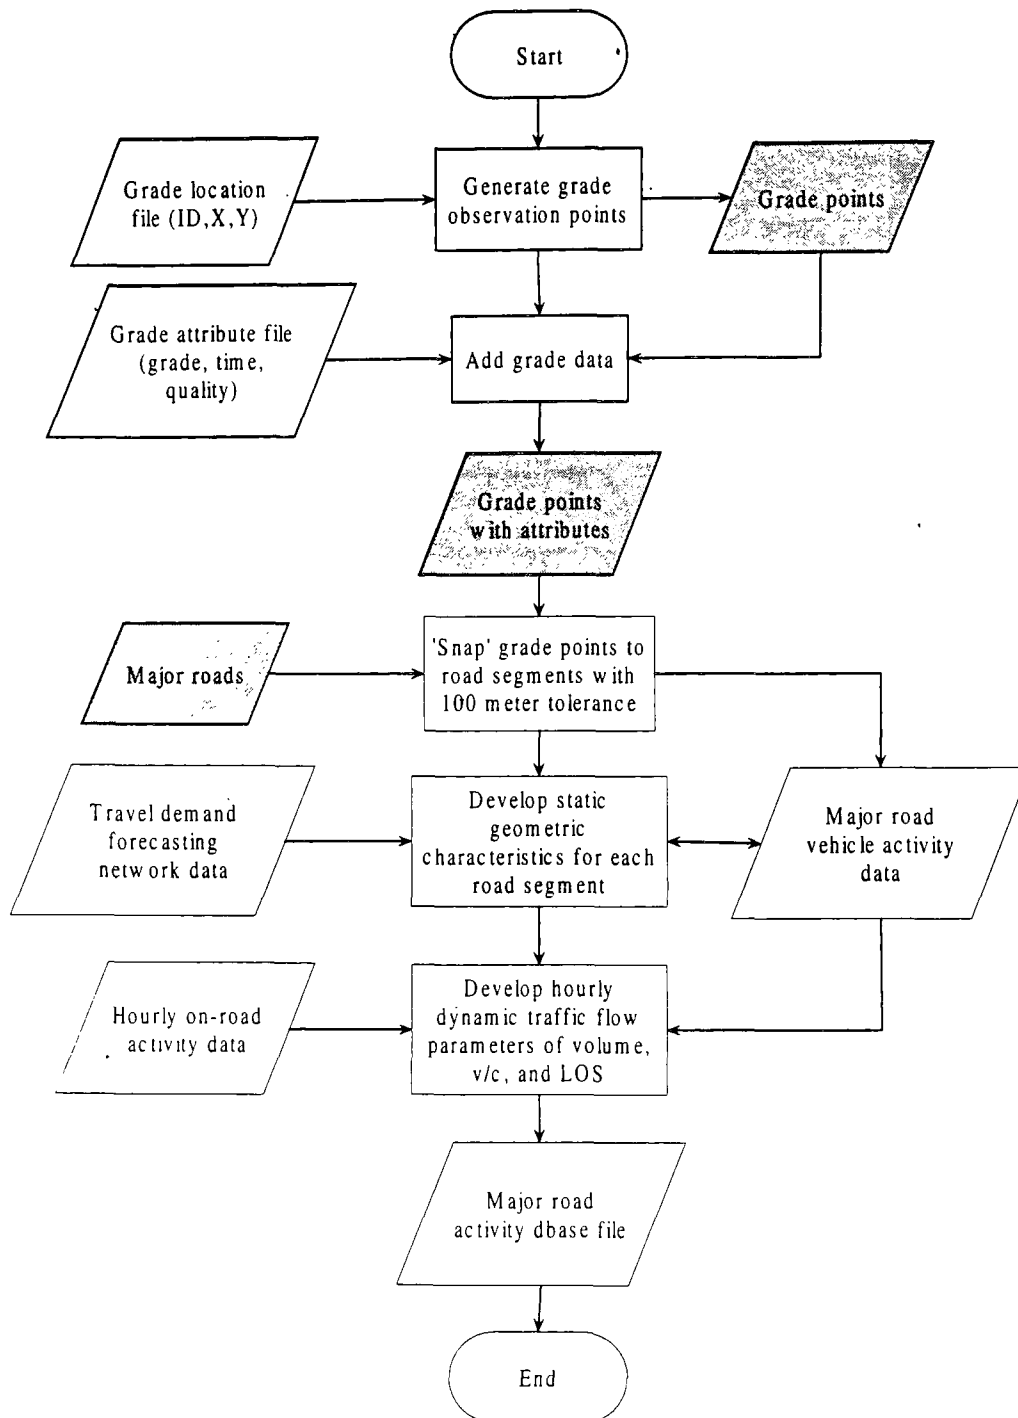 Start
Grade location
file (ID,X,Y)
Generate grade
observation points
Grade points
Grade attribute file
(grade, time,
quality)
Add grade data
Grade points
with attributes
Major roads
'Snap' grade points to
road segments with
100 meter tolerance
Travel demand
forecasting
network data
Develop static
geometric
characteristics for each
road segment
Major road
vehicle activity
data
Hourly on-road
activity data
Develop hourly
dynamic traffic flow
parameters of volume,
v/c, and LOS
Major road
activity dbase file
End